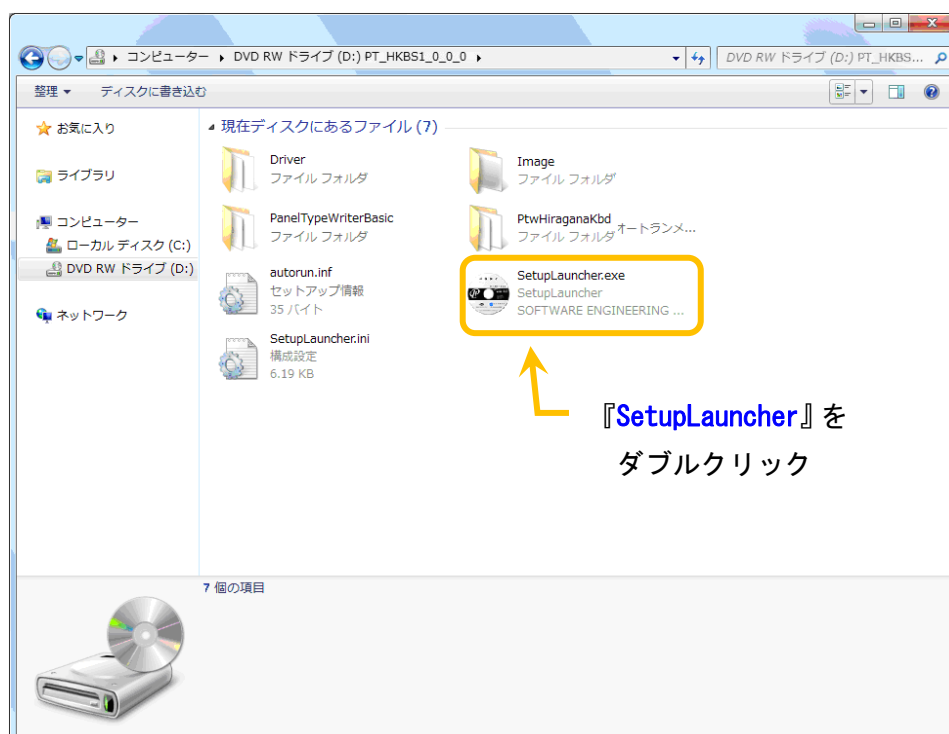 コンピューター ▸ DVD RW ドライブ (D:) PT_HKBS1_0_0_0 ▸
DVD RW ドライブ (D:) PT_HKBS...
整理 ディスクに書き込む
お気に入り
ライブラリ
コンピューター
ローカル ディスク (C:)
DVD RW ドライブ (D:)
ネットワーク
現在ディスクにあるファイル (7)
Driver
ファイル フォルダ
Image
ファイル フォルダ
PanelTypeWriterBasic
ファイル フォルダ
PtwHiraganaKbd
ファイル フォルダ オートランメ...
autorun.inf
セットアップ情報
35 バイト
SetupLauncher.exe
SetupLauncher
SOFTWARE ENGINEERING ...
SetupLauncher.ini
構成設定
6.19 KB
『SetupLauncher』を
ダブルクリック
7 個の項目